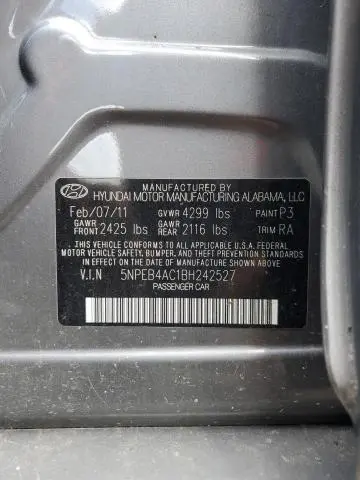 MANUFACTURED BY
HYUNDAI MOTOR MANUFACTURING ALABAMA, LLC
Feb/07/11 GVWR 4299 lbs PAINT P3
GAWR FRONT 2425 lbs GAWR REAR 2116 lbs TRIM RA
THIS VEHICLE CONFORMS TO ALL APPLICABLE U.S. FEDERAL
MOTOR VEHICLE SAFETY, BUMPER, AND THEFT PREVENTION
STANDARDS IN EFFECT ON THE DATE OF MANUFACTURE SHOWN ABOVE.
V.I.N 5NPEB4AC1BH242527
PASSENGER CAR